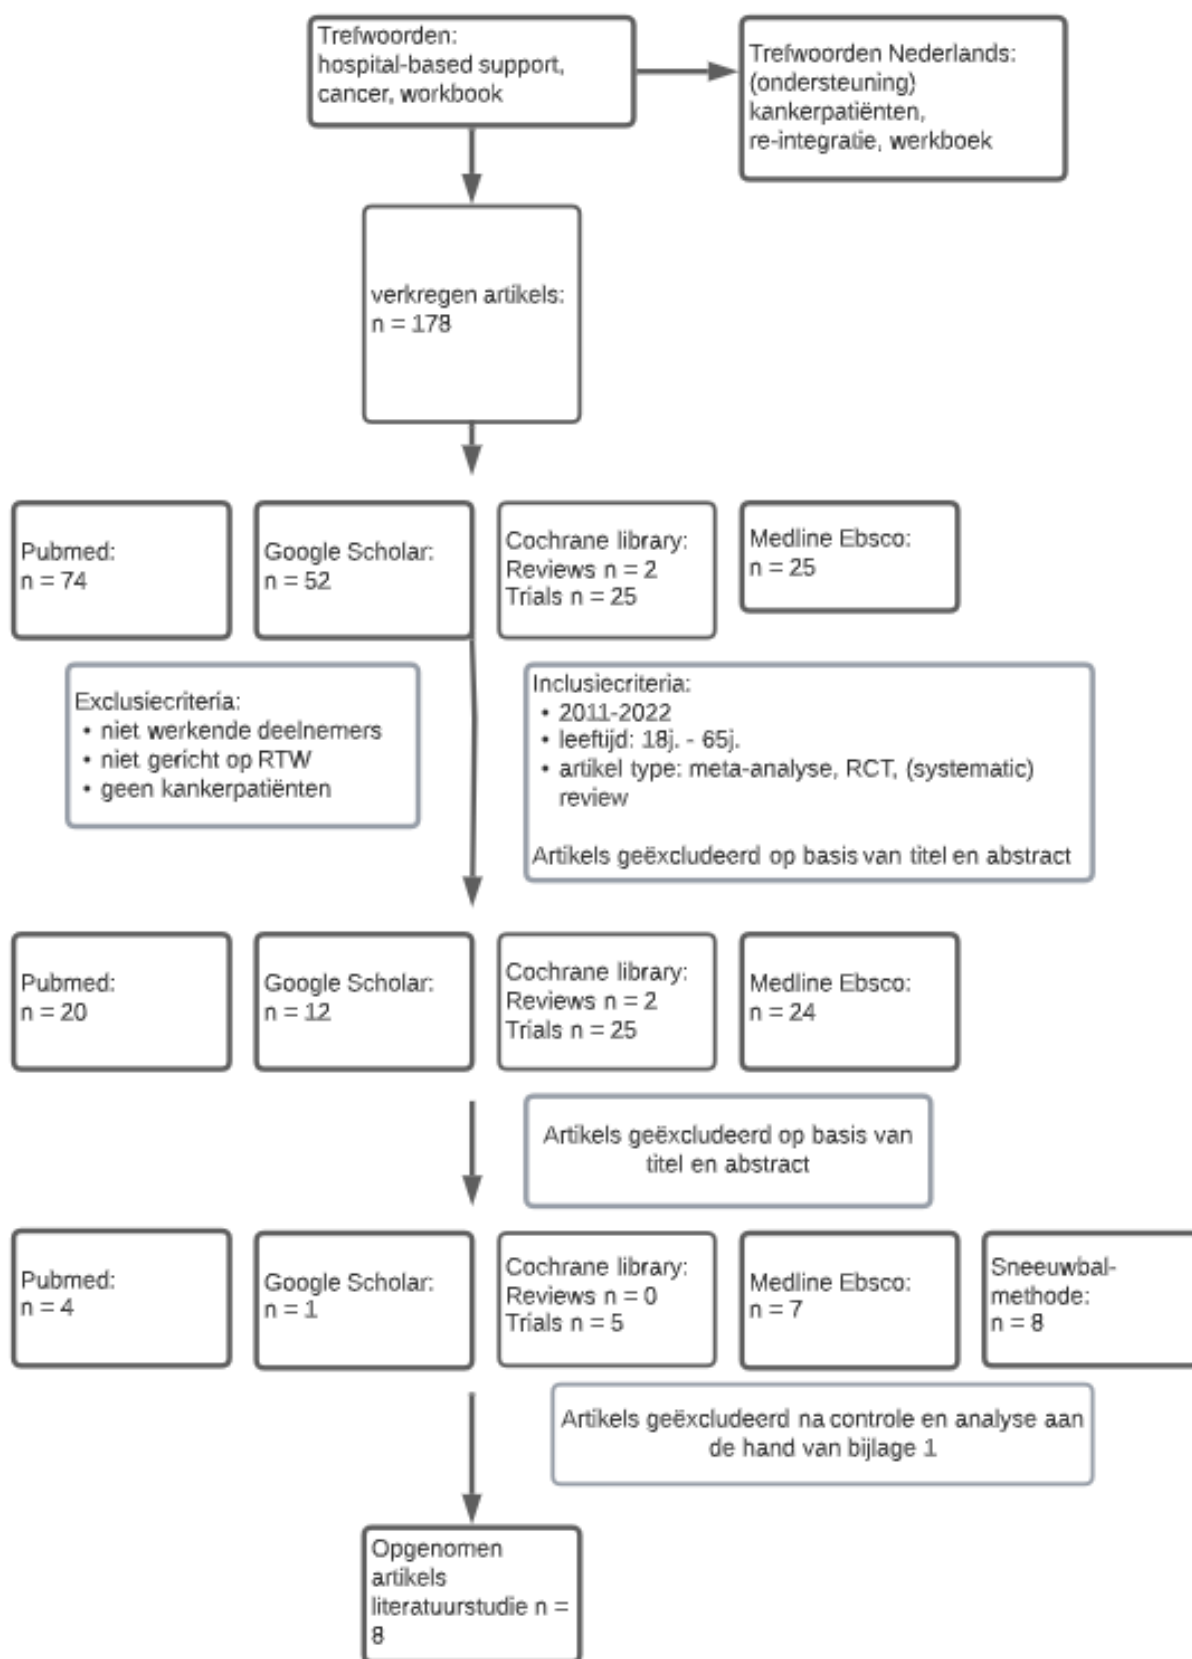 Trefwoorden:
hospital-based support,
cancer, workbook
Trefwoorden Nederlands:
(ondersteuning)
kankerpatiënten,
re-integratie, werkboek
verkregen artikels:
n = 178
Pubmed:
n = 74
Google Scholar:
n = 52
Cochrane library:
Reviews n = 2
Trials n = 25
Medline Ebsco:
n = 25
Exclusiecriteria:
• niet werkende deelnemers
• niet gericht op RTW
• geen kankerpatiënten
Inclusiecriteria:
• 2011-2022
• leeftijd: 18j. - 65j.
• artikel type: meta-analyse, RCT, (systematic)
review
Artikels geëxcludeerd op basis van titel en abstract
Pubmed:
n = 20
Google Scholar:
n = 12
Cochrane library:
Reviews n = 2
Trials n = 25
Medline Ebsco:
n = 24
Artikels geëxcludeerd op basis van
titel en abstract
Pubmed:
n = 4
Google Scholar:
n = 1
Cochrane library:
Reviews n = 0
Trials n = 5
Medline Ebsco:
n = 7
Sneeuwbal-
methode:
n = 8
Artikels geëxcludeerd na controle en analyse aan
de hand van bijlage 1
Opgenomen
artikels
literatuurstudie n =
8